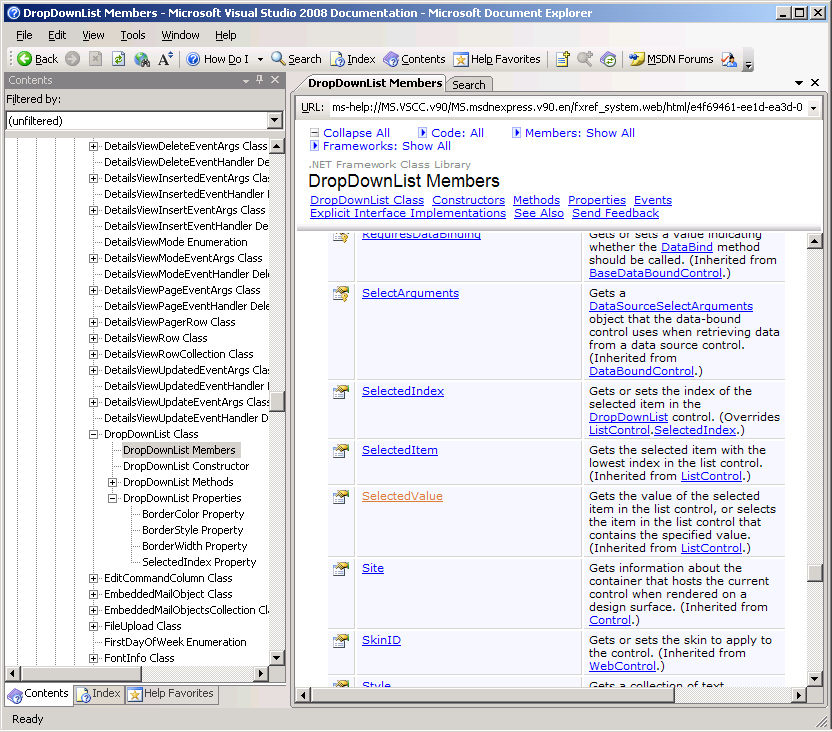 DropDownList Members - Microsoft Visual Studio 2008 Documentation - Microsoft Document Explorer
File Edit View Tools Window Help
Back How Do I Search Index Contents Help Favorites MSDN Forums
Contents
Filtered by:
(unfiltered)
DetailsViewDeleteEventArgs Class
DetailsViewDeleteEventHandler De
DetailsViewInsertedEventArgs Clas
DetailsViewInsertedEventHandler
DetailsViewInsertEventArgs Class
DetailsViewInsertEventHandler De
DetailsViewMode Enumeration
DetailsViewModeEventArgs Class
DetailsViewModeEventHandler Del
DetailsViewPageEventArgs Class
DetailsViewPageEventHandler Dele
DetailsViewPagerRow Class
DetailsViewRow Class
DetailsViewRowCollection Class
DetailsViewUpdatedEventArgs Clas
DetailsViewUpdatedEventHandler
DetailsViewUpdateEventArgs Class
DetailsViewUpdateEventHandler D
DropDownList Class
DropDownList Members
DropDownList Constructor
DropDownList Methods
DropDownList Properties
BorderColor Property
BorderStyle Property
BorderWidth Property
SelectedIndex Property
EditCommandColumn Class
EmbeddedMailObject Class
EmbeddedMailObjectsCollection Cl
FileUpload Class
FirstDayOfWeek Enumeration
FontInfo Class
Contents Index Help Favorites
DropDownList Members Search
URL: ms-help://MS.VSCC.v90/MS.msdnexpress.v90.en/fxref_system.web/html/e4f69461-ee1d-ea3d-0
Collapse All Code: All Members: Show All
Frameworks: Show All
.NET Framework Class Library
DropDownList Members
DropDownList Class Constructors Methods Properties Events
Explicit Interface Implementations See Also Send Feedback
RequiresDataBinding Gets or sets a value indicating
whether the DataBind method
should be called. (Inherited from
BaseDataBoundControl.)
SelectArguments Gets a
DataSourceSelectArguments
object that the data-bound
control uses when retrieving data
from a data source control.
(Inherited from
DataBoundControl.)
SelectedIndex Gets or sets the index of the
selected item in the
DropDownList control. (Overrides
ListControl.SelectedIndex.)
SelectedItem Gets the selected item with the
lowest index in the list control.
(Inherited from ListControl.)
SelectedValue Gets the value of the selected
item in the list control, or selects
the item in the list control that
contains the specified value.
(Inherited from ListControl.)
Site Gets information about the
container that hosts the current
control when rendered on a
design surface. (Inherited from
Control.)
SkinID Gets or sets the skin to apply to
the control. (Inherited from
WebControl.)
Style Gets a collection of text
Ready